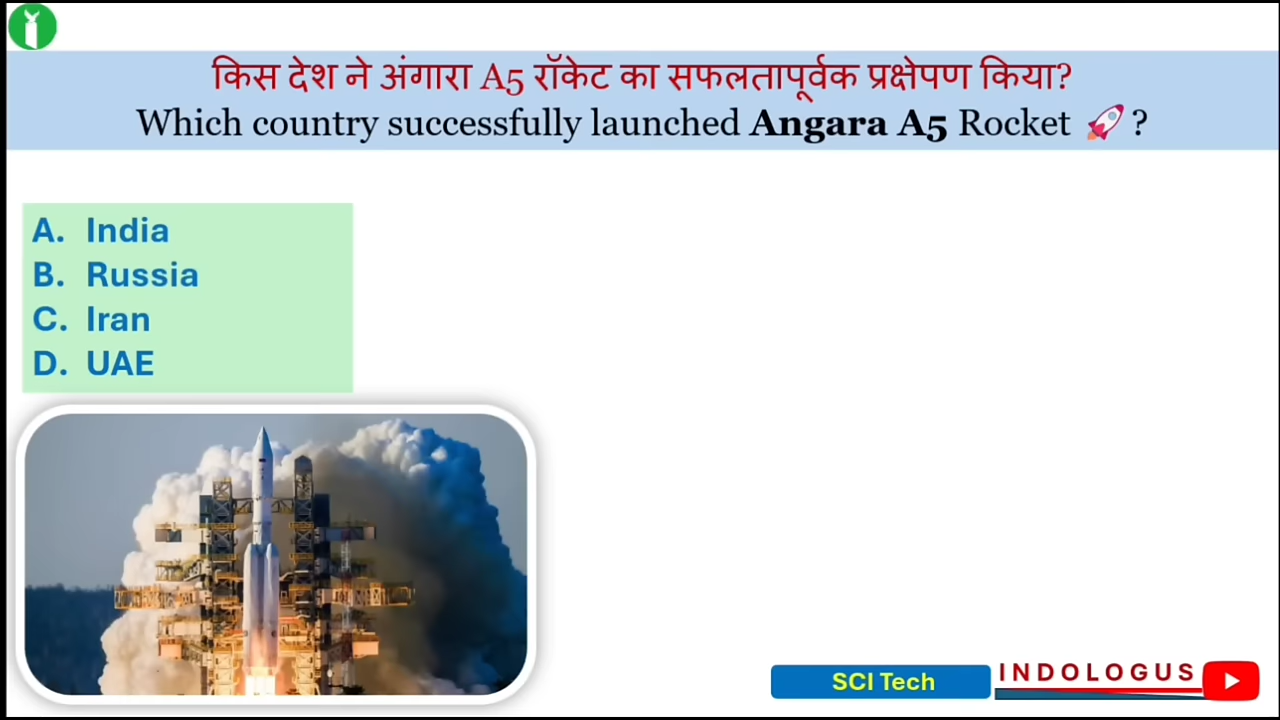 किस देश ने अंगारा A5 रॉकेट का सफलतापूर्वक प्रक्षेपण किया?
Which country successfully launched Angara A5 Rocket 🚀 ?
A. India
B. Russia
C. Iran
D. UAE
SCI Tech
INDOLOGUS